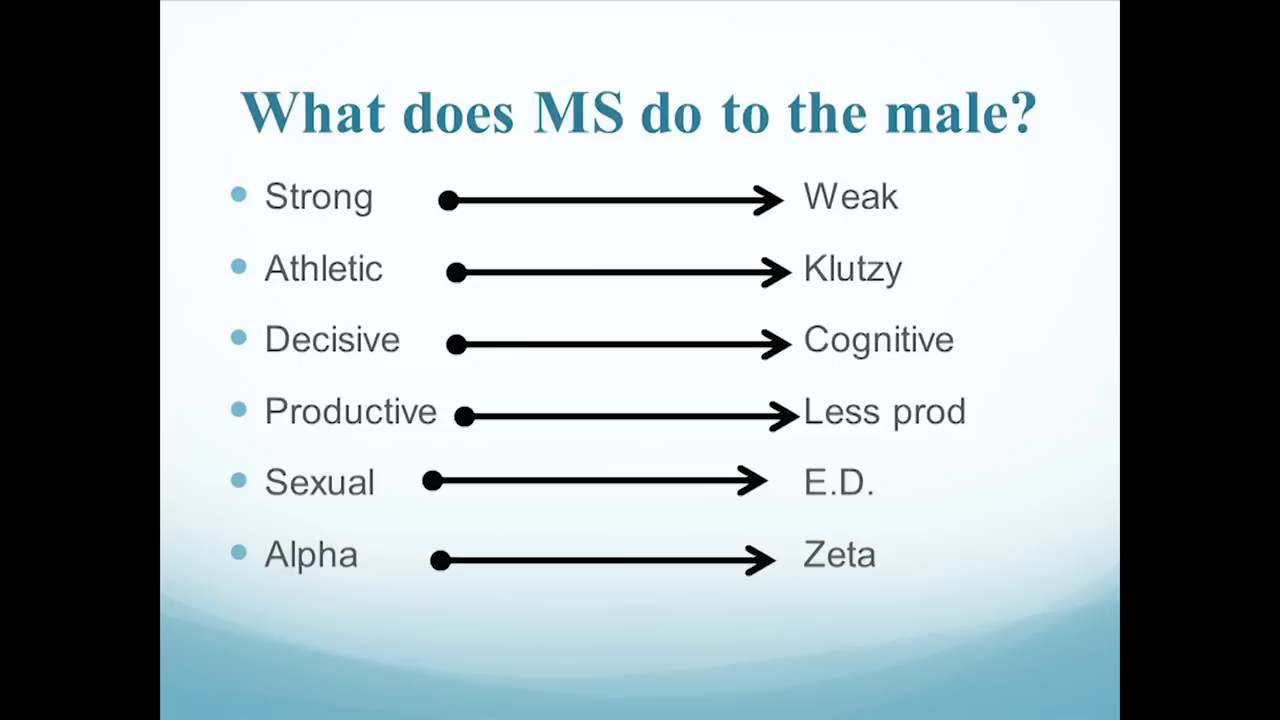 What does MS do to the male?
Strong Weak
Athletic Klutzy
Decisive Cognitive
Productive Less prod
Sexual E.D.
Alpha Zeta